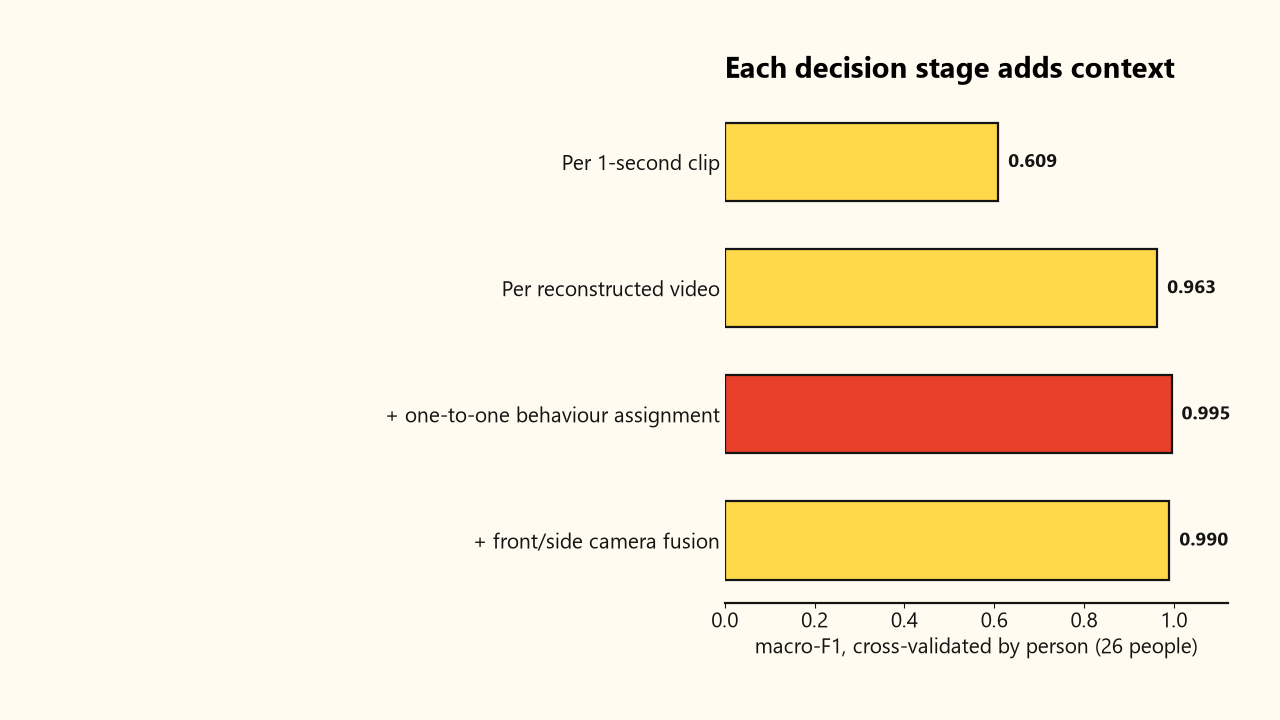 Each decision stage adds context
Per 1-second clip
0.609
Per reconstructed video
0.963
+ one-to-one behaviour assignment
0.995
+ front/side camera fusion
0.990
0.0 0.2 0.4 0.6 0.8 1.0
macro-F1, cross-validated by person (26 people)